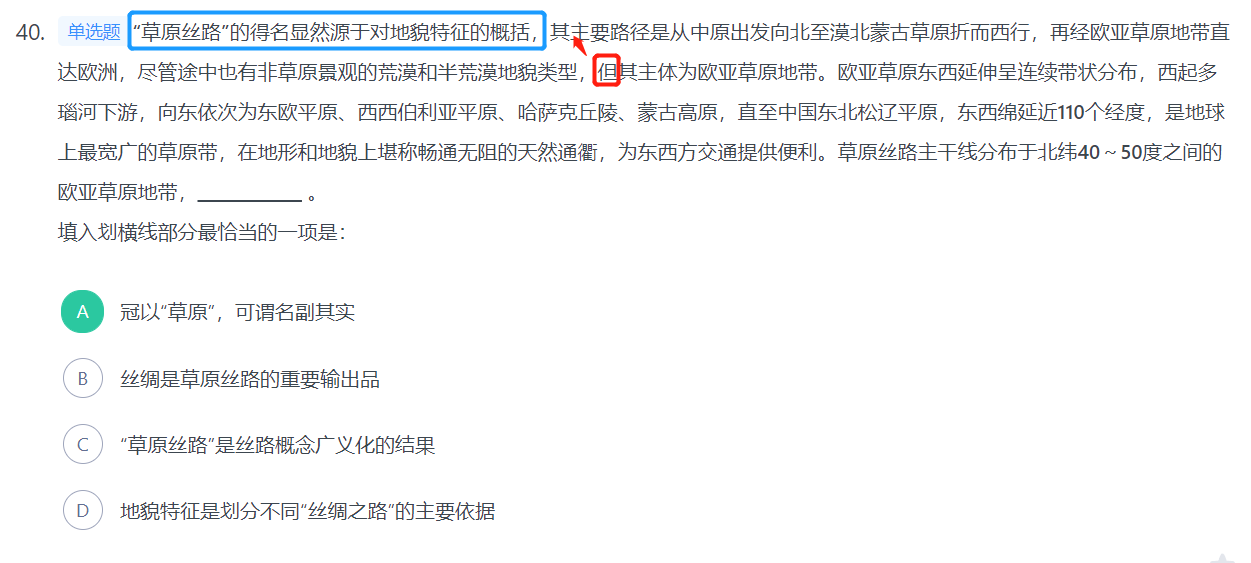 40. 单选题 “草原丝路”的得名显然源于对地貌特征的概括，其主要路径是从中原出发向北至漠北蒙古草原折而西行，再经欧亚草原地带直
达欧洲，尽管途中也有非草原景观的荒漠和半荒漠地貌类型，但其主体为欧亚草原地带。欧亚草原东西延伸呈连续带状分布，西起多
瑙河下游，向东依次为东欧平原、西西伯利亚平原、哈萨克丘陵、蒙古高原，直至中国东北松辽平原，东西绵延近110个经度，是地球
上最宽广的草原带，在地形和地貌上堪称畅通无阻的天然通衢，为东西方交通提供便利。草原丝路主干线分布于北纬40～50度之间的
欧亚草原地带，__________ 。
填入划横线部分最恰当的一项是：
A 冠以“草原”，可谓名副其实
B 丝绸是草原丝路的重要输出品
C “草原丝路”是丝路概念广义化的结果
D 地貌特征是划分不同“丝绸之路”的主要依据